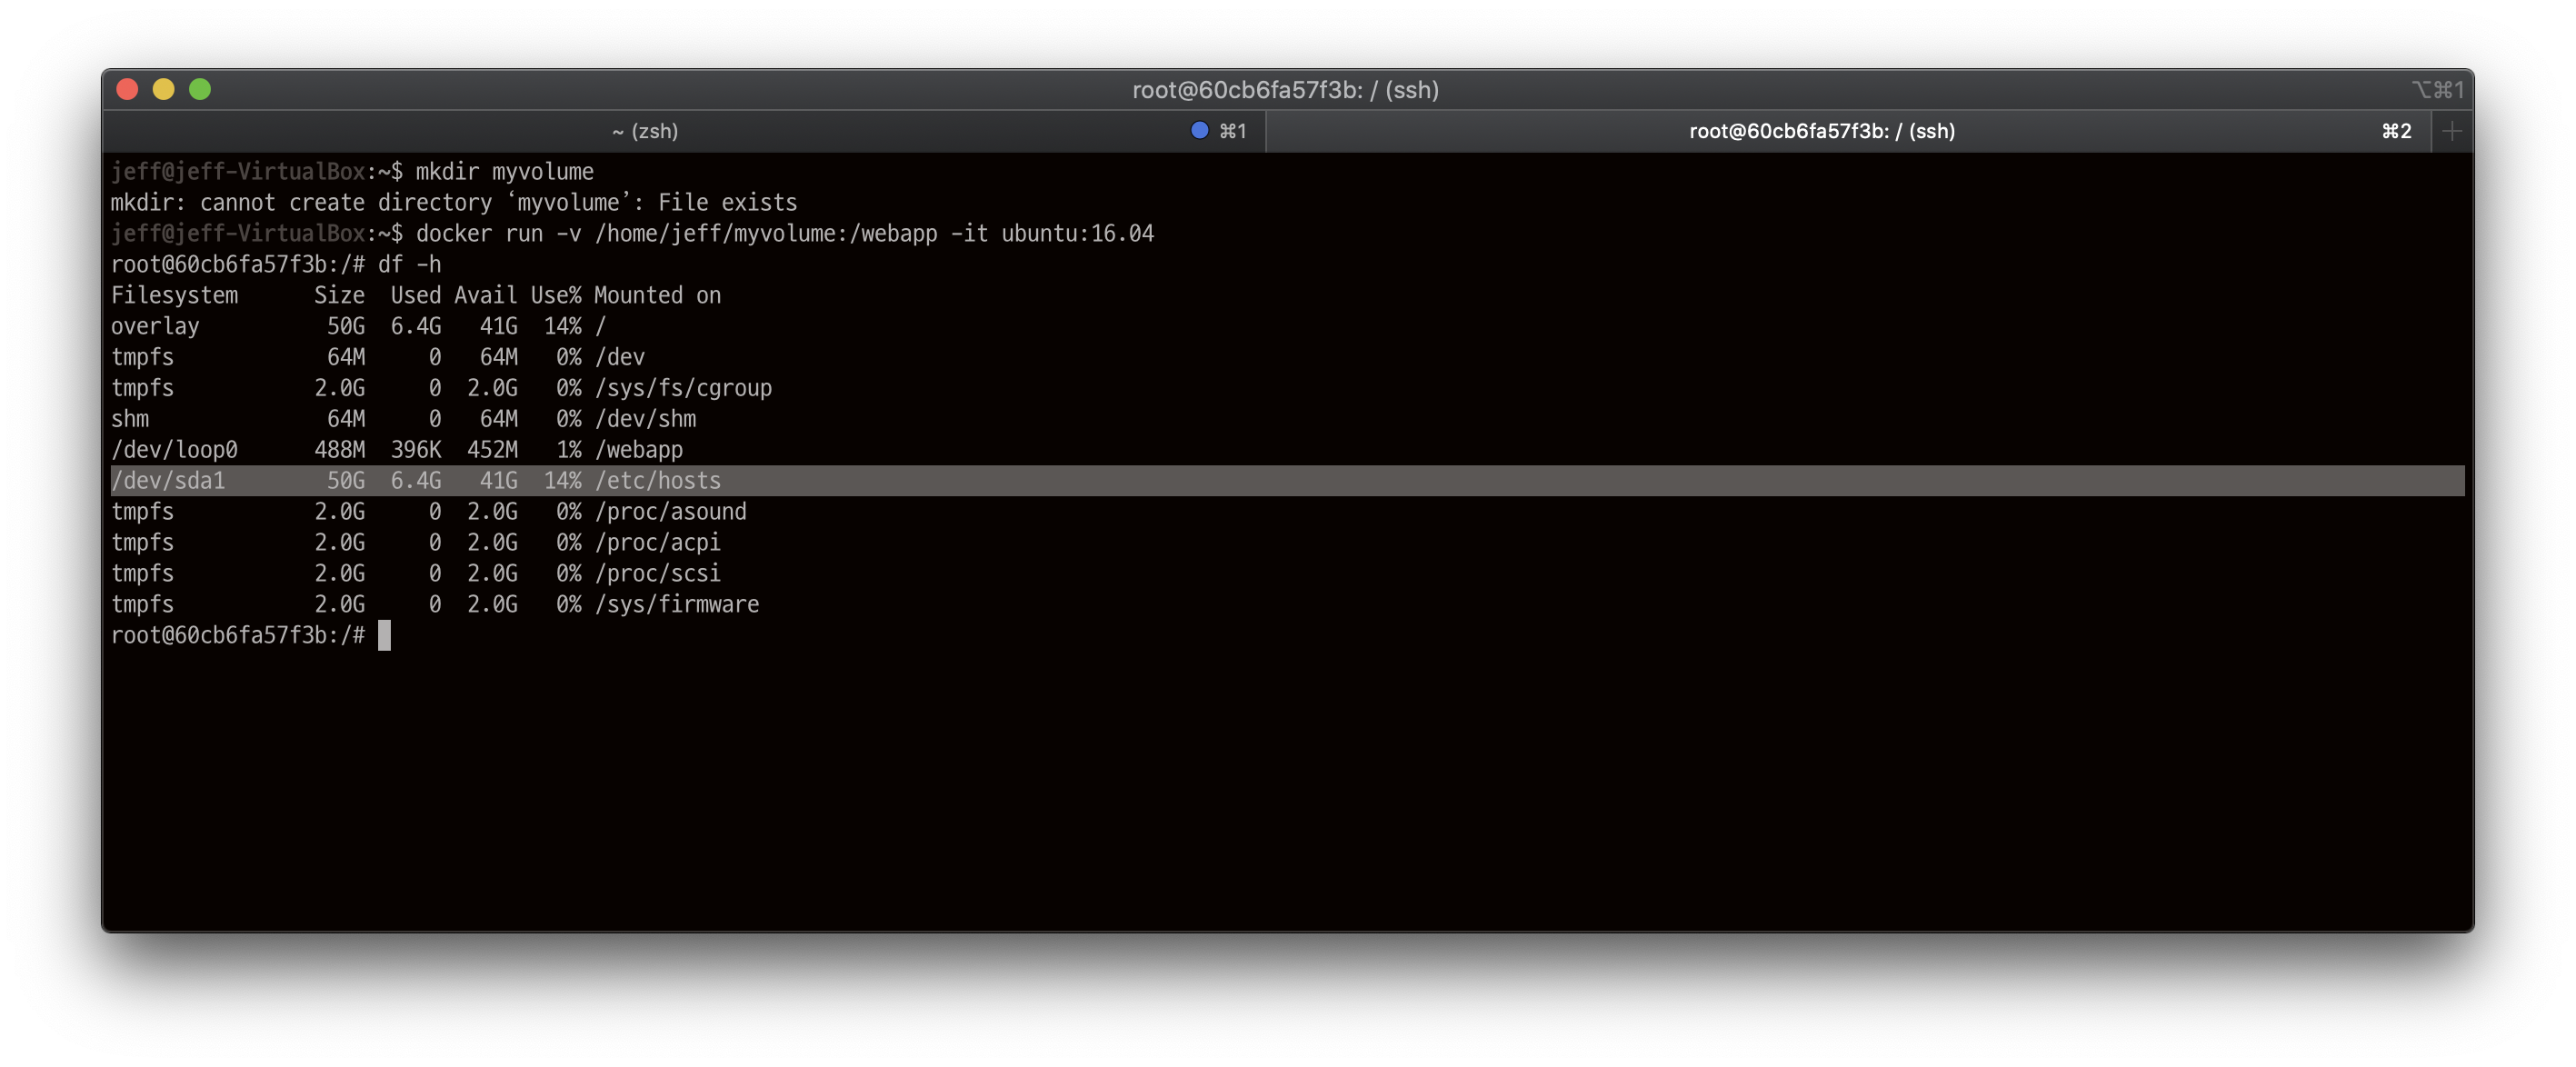 root@60cb6fa57f3b: / (ssh)
⌥⌘1
~ (zsh)
⌘1
root@60cb6fa57f3b: / (ssh)
⌘2
jeff@jeff-VirtualBox:~$ mkdir myvolume
mkdir: cannot create directory ‘myvolume’: File exists
jeff@jeff-VirtualBox:~$ docker run -v /home/jeff/myvolume:/webapp -it ubuntu:16.04
root@60cb6fa57f3b:/# df -h
Filesystem      Size  Used Avail Use% Mounted on
overlay          50G  6.4G   41G  14% /
tmpfs            64M     0   64M   0% /dev
tmpfs           2.0G     0  2.0G   0% /sys/fs/cgroup
shm              64M     0   64M   0% /dev/shm
/dev/loop0      488M  396K  452M   1% /webapp
/dev/sda1        50G  6.4G   41G  14% /etc/hosts
tmpfs           2.0G     0  2.0G   0% /proc/asound
tmpfs           2.0G     0  2.0G   0% /proc/acpi
tmpfs           2.0G     0  2.0G   0% /proc/scsi
tmpfs           2.0G     0  2.0G   0% /sys/firmware
root@60cb6fa57f3b:/#